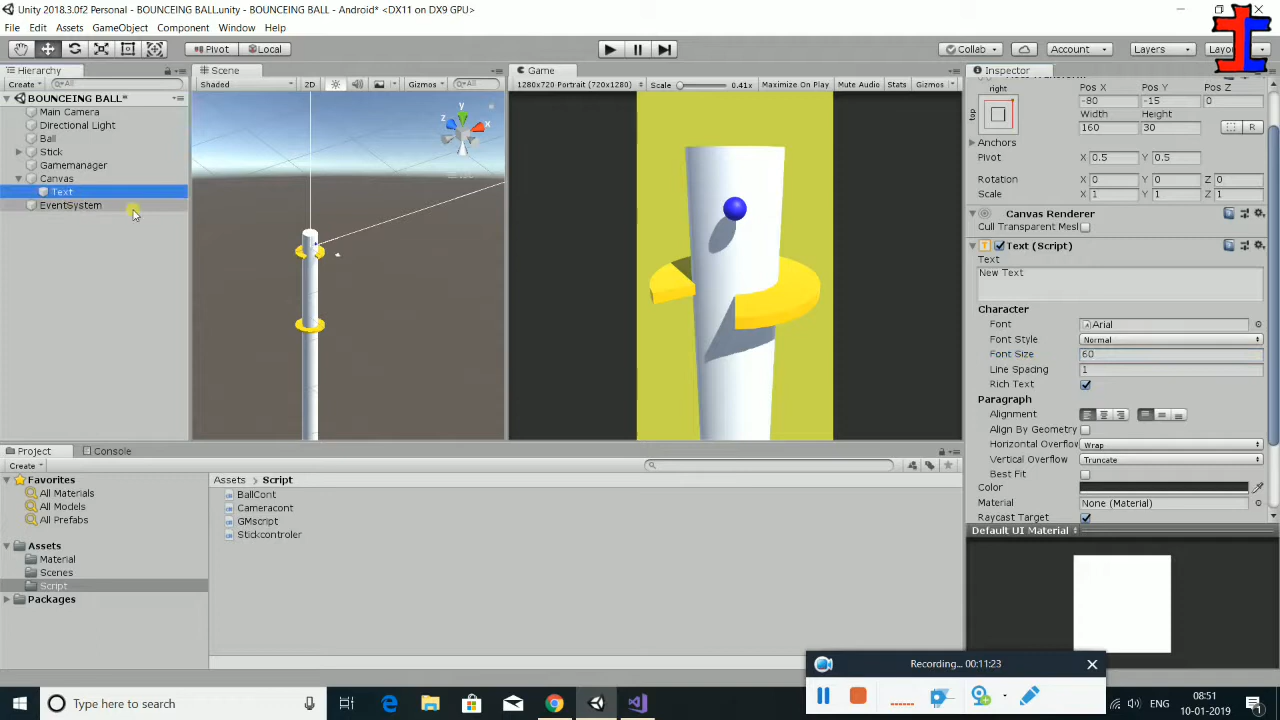 Unity 2018.3.0f2 Personal - BOUNCEING BALL.unity - BOUNCEING BALL - Android* <DX11 on DX9 GPU>
File Edit Assets GameObject Component Window Help
Pivot Local Collab Account Layers
Hierarchy
Create All
BOUNCEING BALL*
Main Camera
Directional Light
Ball
Stick
Gamemanager
Canvas
Text
EventSystem
Scene
Shaded 2D Gizmos All
y
z x
Game
1280x720 Portrait (720x1280) Scale 0.41x Maximize On Play Mute Audio Stats Gizmos
Inspector
right
top
Pos X Pos Y Pos Z
-80 -15 0
Width Height
160 30
R
Anchors
Pivot X 0.5 Y 0.5
Rotation X 0 Y 0 Z 0
Scale X 1 Y 1 Z 1
Canvas Renderer
Cull Transparent Mesl
Text (Script)
Text
New Text
Character
Font Arial
Font Style Normal
Font Size 60
Line Spacing 1
Rich Text
Paragraph
Alignment
Align By Geometry
Horizontal Overflow Wrap
Vertical Overflow Truncate
Best Fit
Color
Material None (Material)
Raycast Target
Default UI Material
Project Console
Create
Favorites
All Materials
All Models
All Prefabs
Assets
Material
Scenes
Script
Packages
Assets > Script
BallCont
Cameracont
GMscript
Stickcontroler
Recording... 00:11:23
Type here to search
ENG
08:51
10-01-2019
1